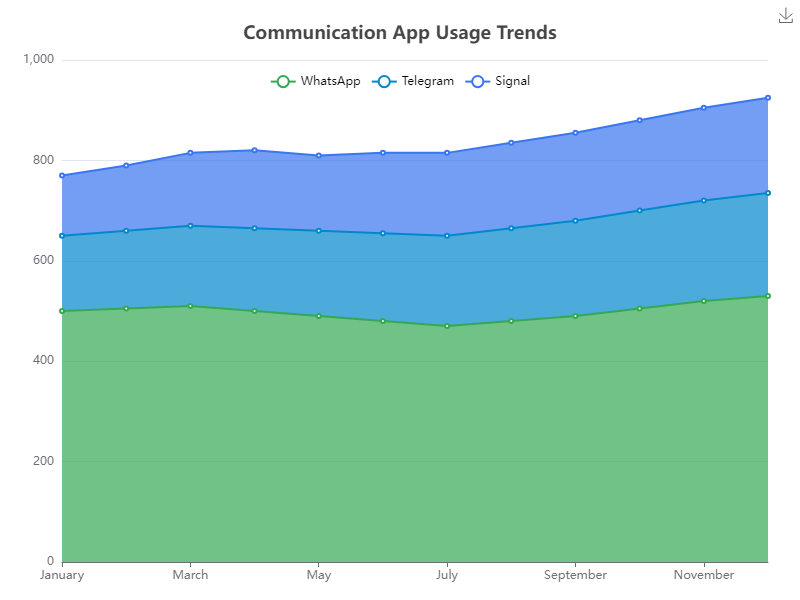 Communication App Usage Trends
WhatsApp Telegram Signal
1,000
800
600
400
200
0
January March May July September November